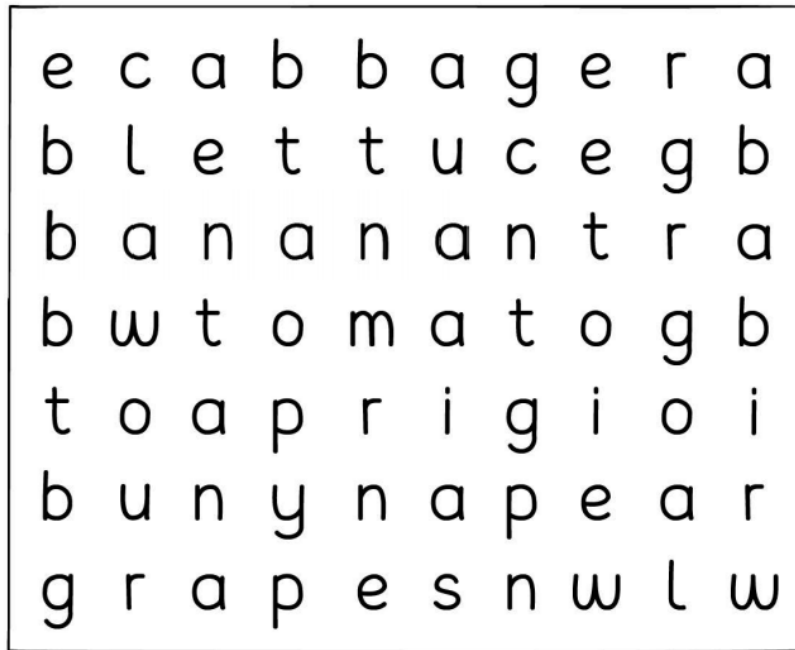 e c a b b a g e r a
b l e t t u c e g b
b a n a n a n t r a
b w t o m a t o g b
t o a p r i g i o i
b u n y n a p e a r
g r a p e s n w l w